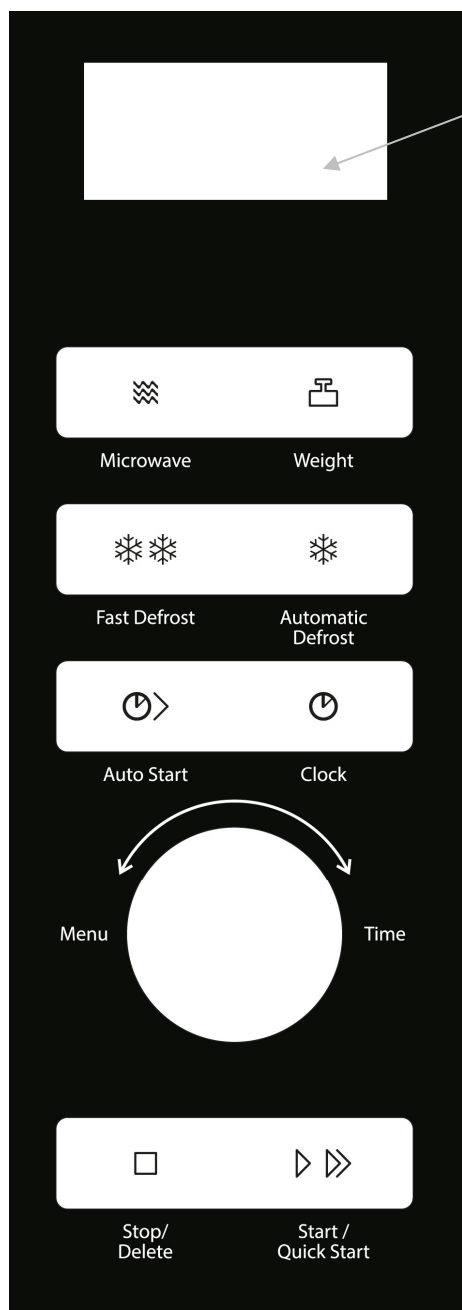 Microwave Weight
Fast Defrost Automatic
Defrost
Auto Start Clock
Menu Time
Stop/ Start /
Delete Quick Start